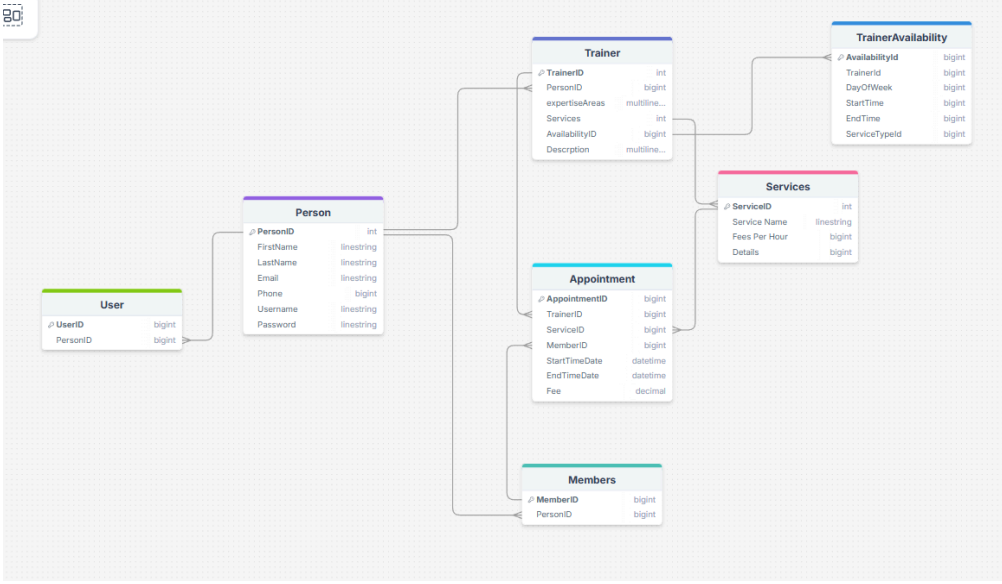 TrainerAvailability
AvailabilityId bigint
TrainerId bigint
DayOfWeek bigint
StartTime bigint
EndTime bigint
ServiceTypeId bigint
Trainer
TrainerID int
PersonID bigint
expertiseAreas multiline...
Services int
AvailabilityID bigint
Descrption multiline...
Services
ServiceID int
Service Name linestring
Fees Per Hour bigint
Details bigint
Person
PersonID int
FirstName linestring
LastName linestring
Email linestring
Phone bigint
Username linestring
Password linestring
Appointment
AppointmentID bigint
TrainerID bigint
ServiceID bigint
MemberID bigint
StartTimeDate datetime
EndTimeDate datetime
Fee decimal
User
UserID bigint
PersonID bigint
Members
MemberID bigint
PersonID bigint